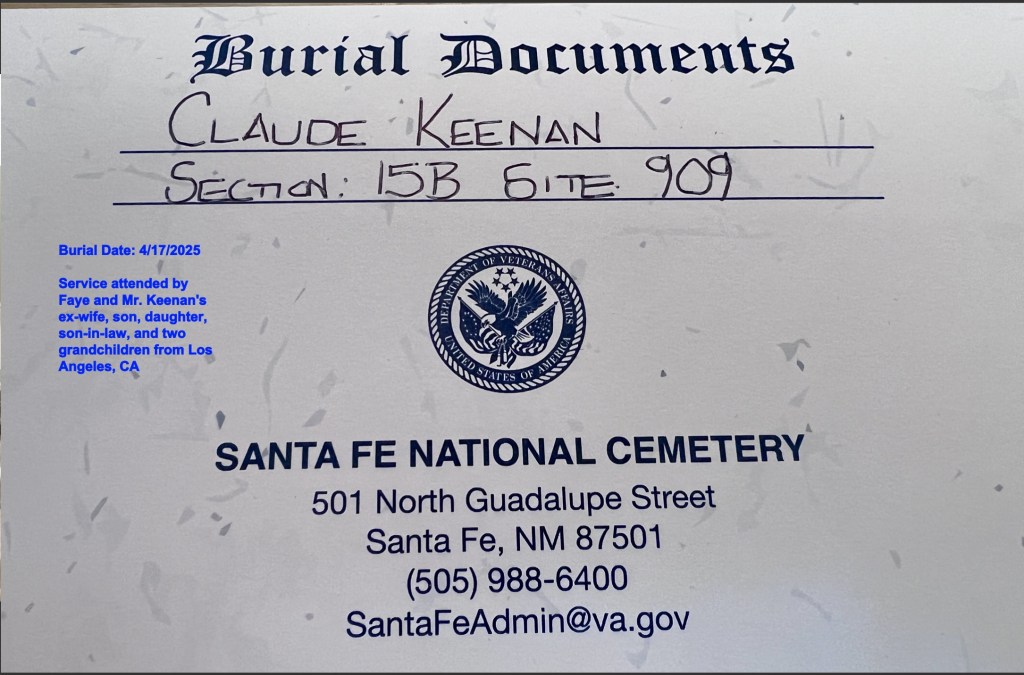 Burial Documents
CLAUDE KEENAN
SECTION: 15B SITE 909
Burial Date: 4/17/2025
Service attended by
Faye and Mr. Keenan's
ex-wife, son, daughter,
son-in-law, and two
grandchildren from Los
Angeles, CA
DEPARTMENT OF VETERANS AFFAIRS
UNITED STATES OF AMERICA
SANTA FE NATIONAL CEMETERY
501 North Guadalupe Street
Santa Fe, NM 87501
(505) 988-6400
SantaFeAdmin@va.gov